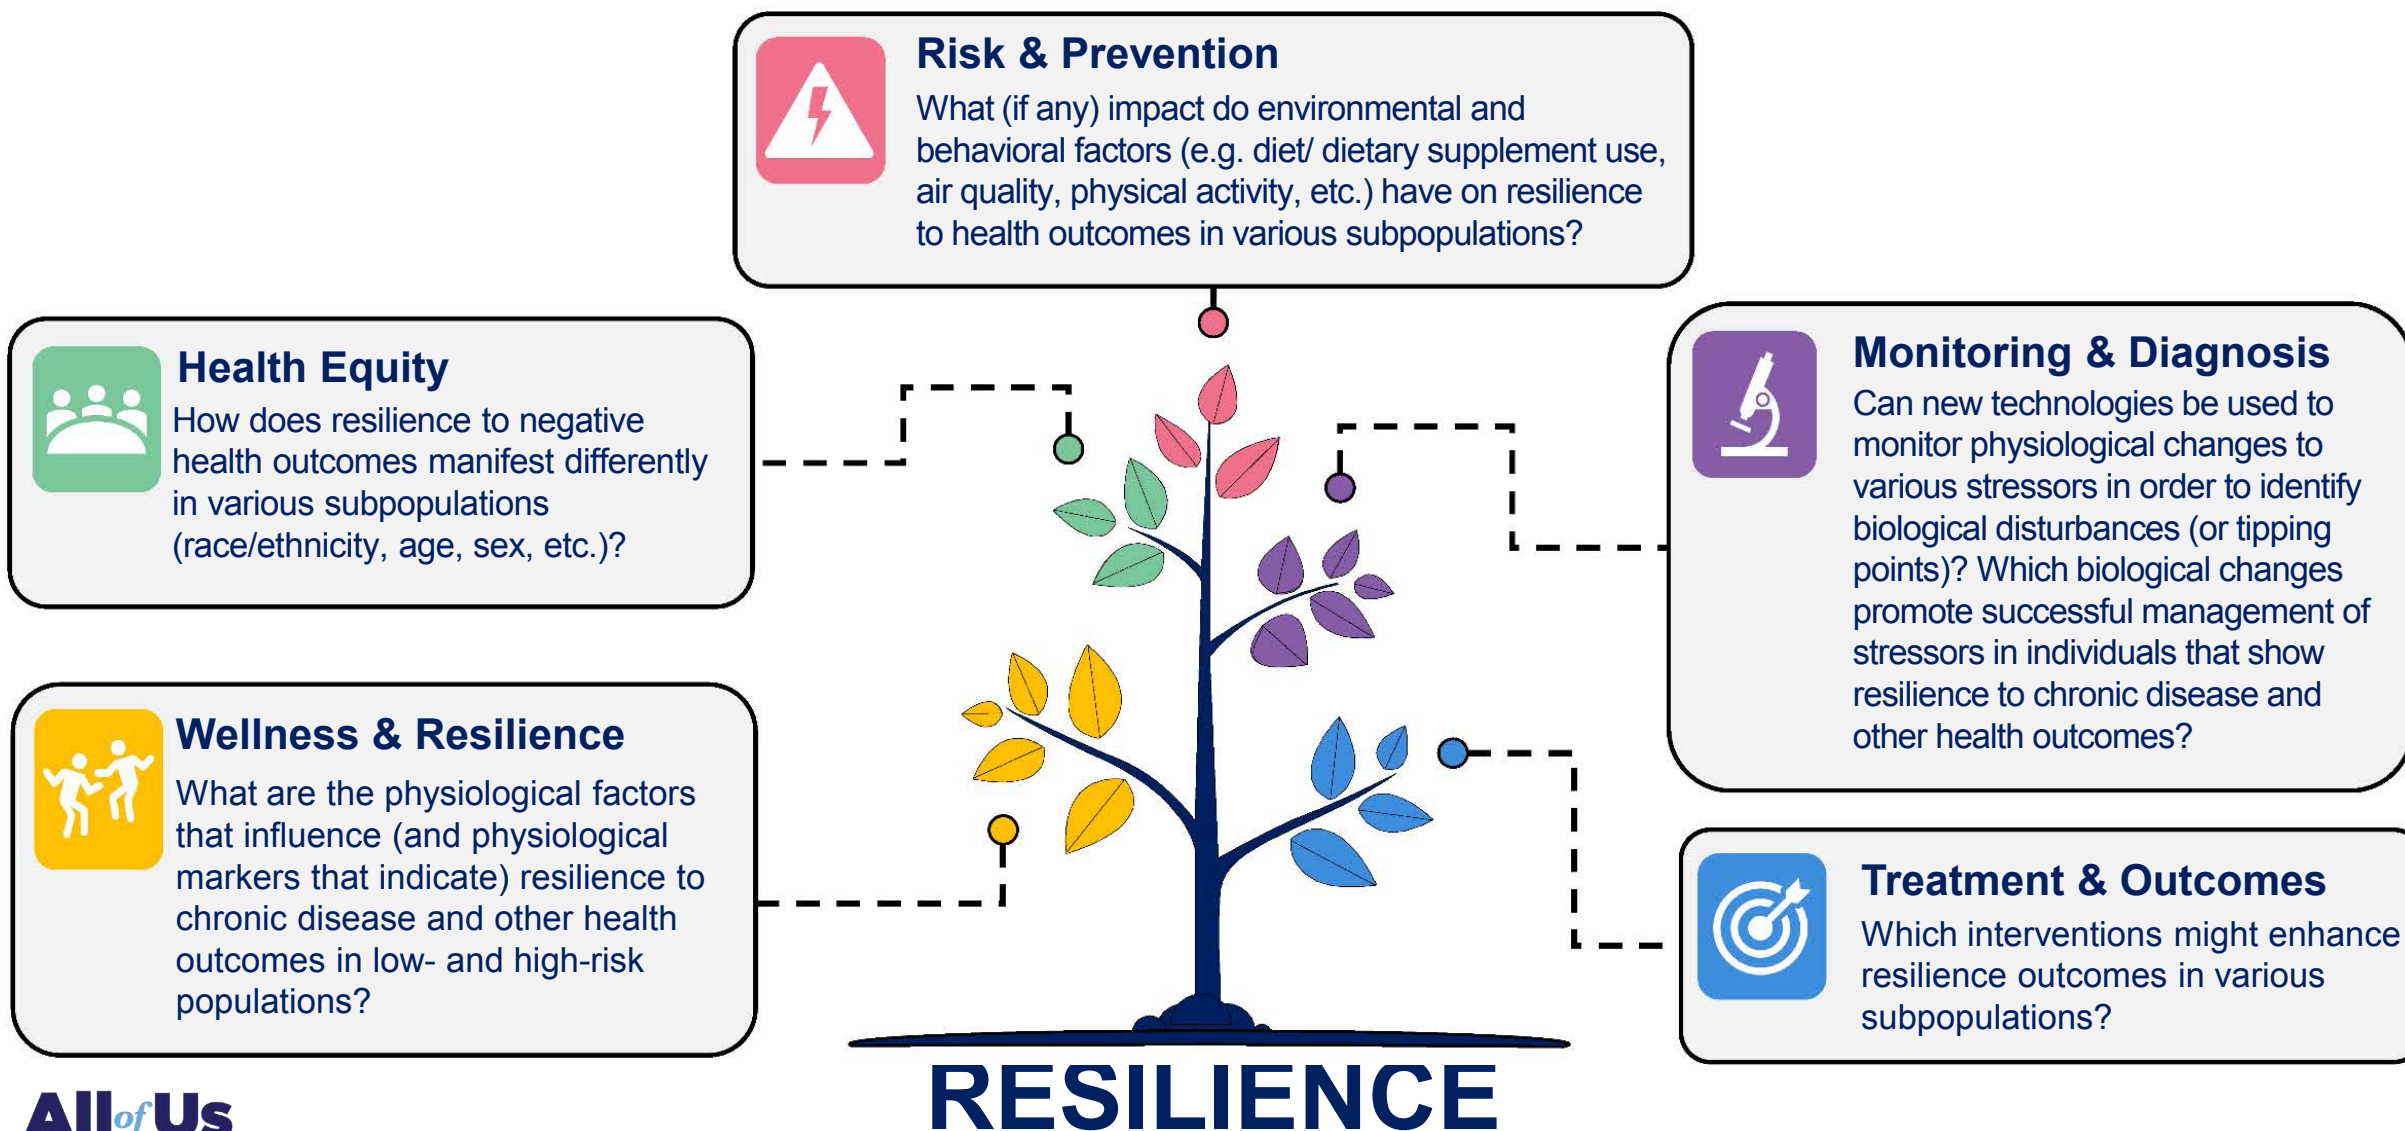 Risk & Prevention
What (if any) impact do environmental and
behavioral factors (e.g. diet/ dietary supplement use,
air quality, physical activity, etc.) have on resilience
to health outcomes in various subpopulations?
Health Equity
How does resilience to negative
health outcomes manifest differently
in various subpopulations
(race/ethnicity, age, sex, etc.)?
Monitoring & Diagnosis
Can new technologies be used to
monitor physiological changes to
various stressors in order to identify
biological disturbances (or tipping
points)? Which biological changes
promote successful management of
stressors in individuals that show
resilience to chronic disease and
other health outcomes?
Wellness & Resilience
What are the physiological factors
that influence (and physiological
markers that indicate) resilience to
chronic disease and other health
outcomes in low- and high-risk
populations?
Treatment & Outcomes
Which interventions might enhance
resilience outcomes in various
subpopulations?
RESILIENCE
All of Us